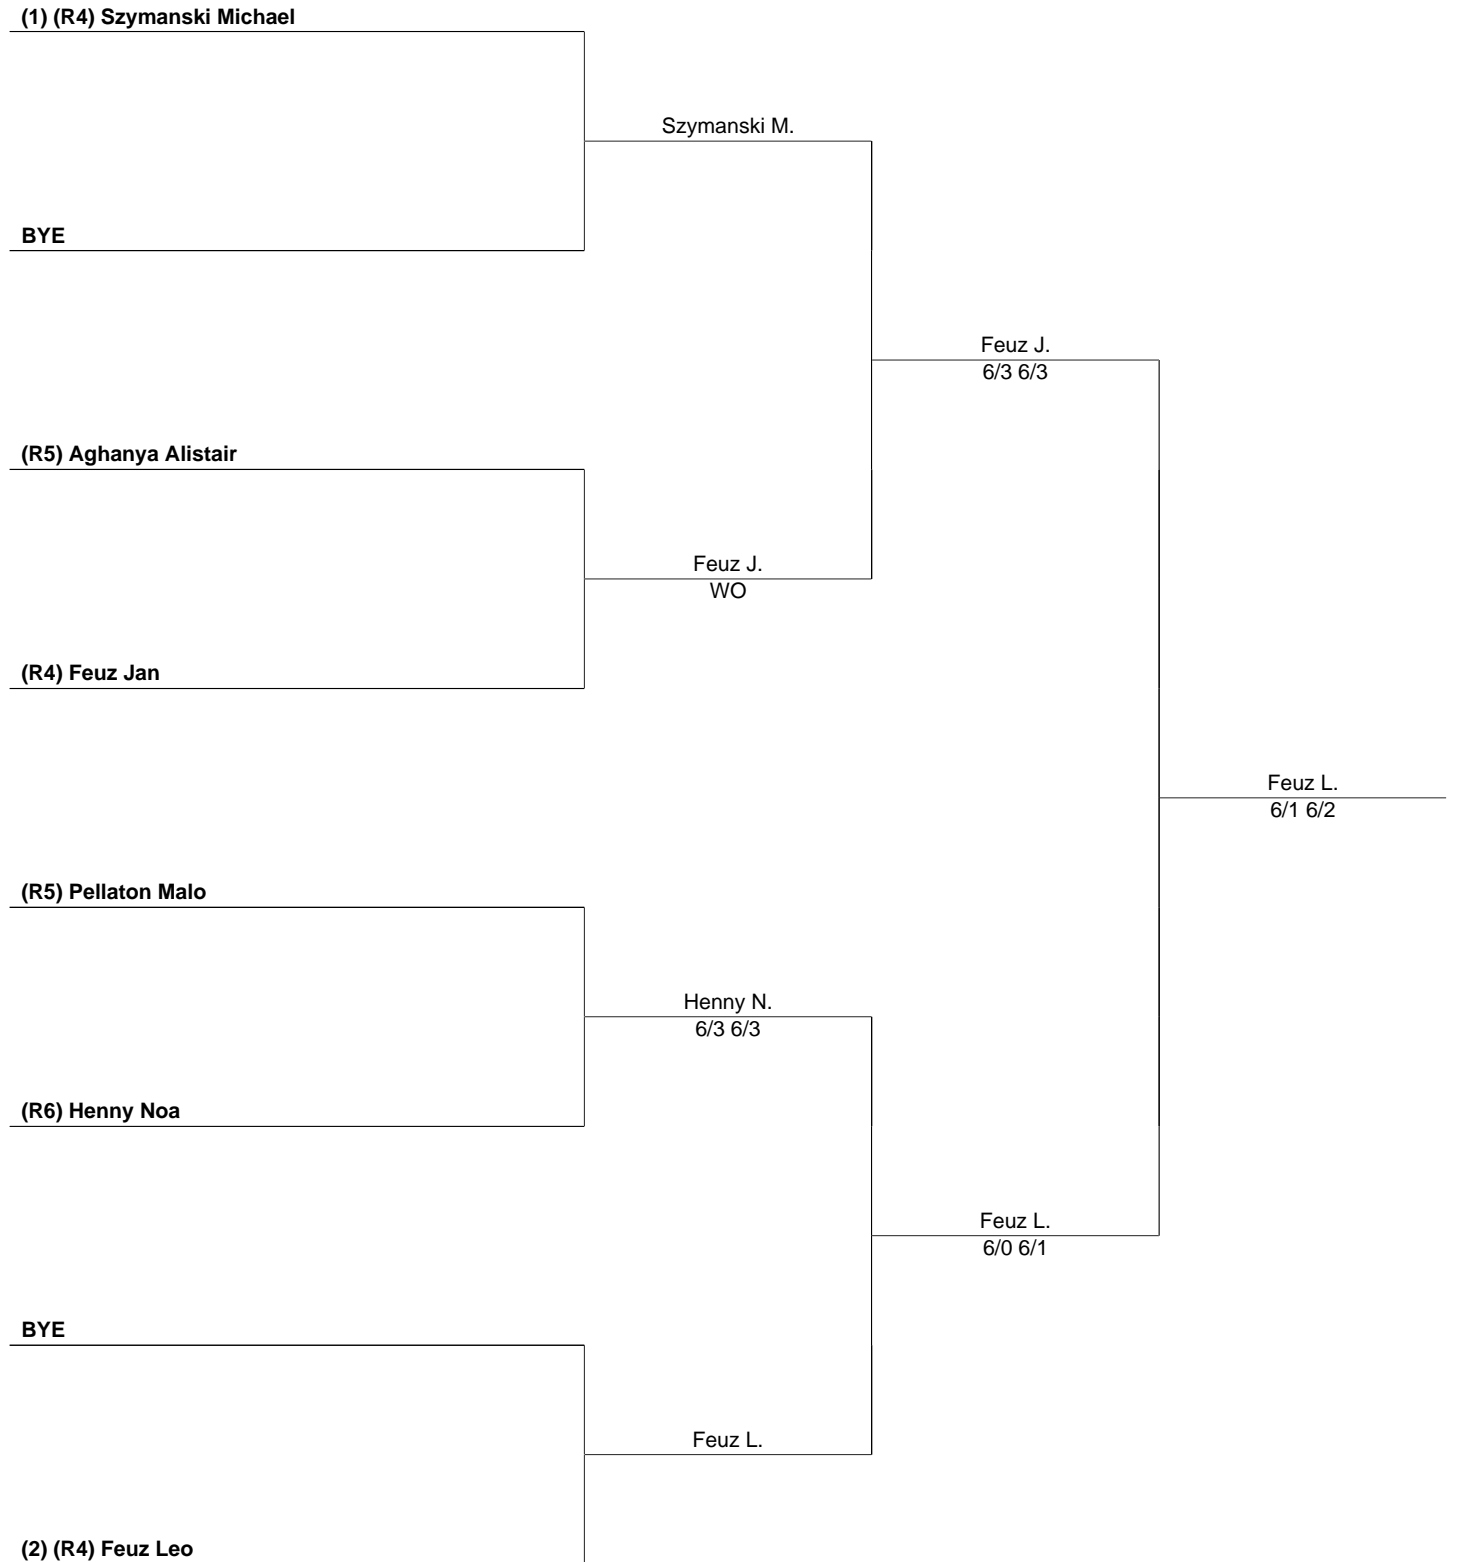 (1) (R4) Szymanski Michael
Szymanski M.
BYE
Feuz J.
6/3 6/3
(R5) Aghanya Alistair
Feuz J.
WO
(R4) Feuz Jan
Feuz L.
6/1 6/2
(R5) Pellaton Malo
Henny N.
6/3 6/3
(R6) Henny Noa
Feuz L.
6/0 6/1
BYE
Feuz L.
(2) (R4) Feuz Leo